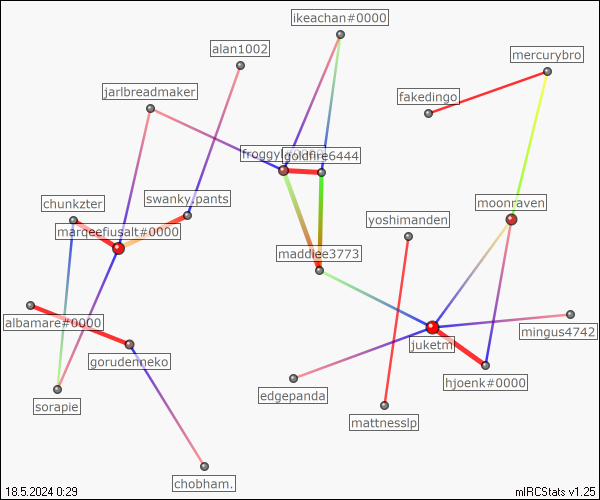 ikeachan#0000
alan1002
mercurybro
jarlbreadmaker
fakedingo
goldfire6444
chunkzter
swanky.pants
moonraven
yoshimanden
marqeefiusalt#0000
maddiee3773
albamare#0000
mingus4742
juketm
gorudenneko
hjoenk#0000
edgepanda
sorapie
mattnesslp
chobham.
18.5.2024 0:29
mIRCStats v1.25